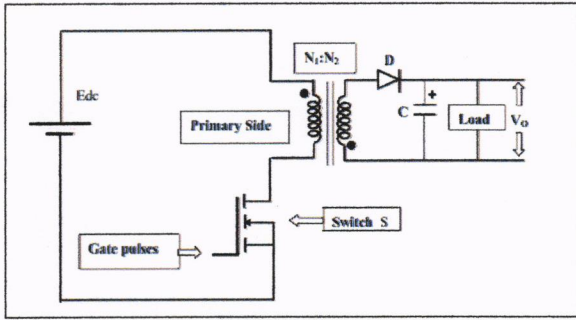 N₁:N₂
D
Edc
+
C
Load
Vₒ
Primary Side
Switch S
Gate pulses